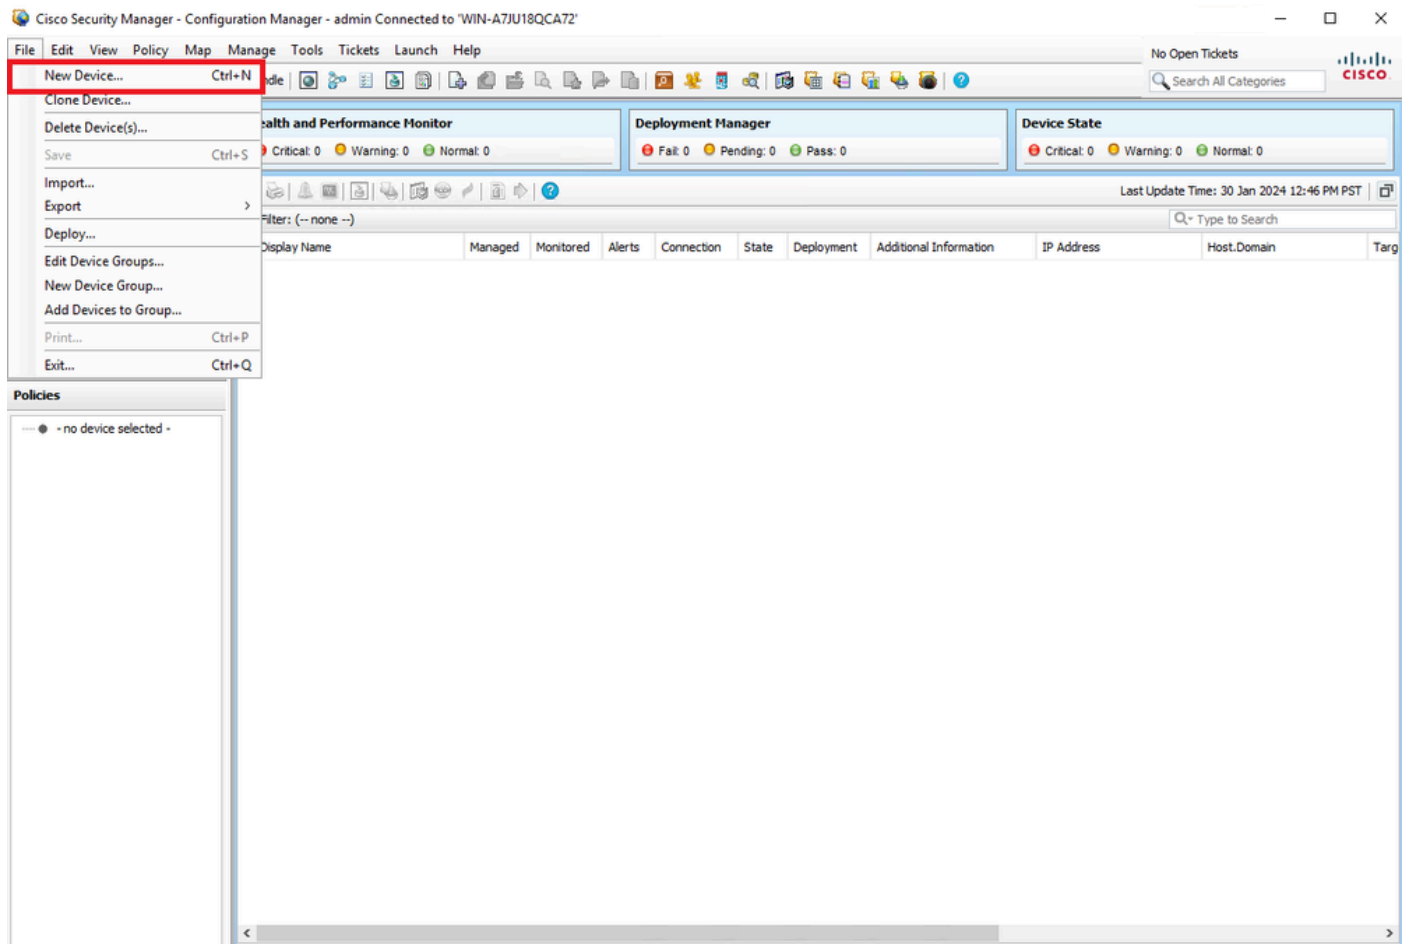 Cisco Security Manager - Configuration Manager - admin Connected to 'WIN-A7JU18QCA72'
File Edit View Policy Map Manage Tools Tickets Launch Help
No Open Tickets
Search All Categories
CISCO
New Device... Ctrl+N
Clone Device...
Delete Device(s)...
Save Ctrl+S
Import...
Export
Deploy...
Edit Device Groups...
New Device Group...
Add Devices to Group...
Print... Ctrl+P
Exit... Ctrl+Q
ealth and Performance Monitor
Critical: 0 Warning: 0 Normal: 0
Deployment Manager
Fail: 0 Pending: 0 Pass: 0
Device State
Critical: 0 Warning: 0 Normal: 0
Last Update Time: 30 Jan 2024 12:46 PM PST
Filter: (-- none --)
Type to Search
Display Name Managed Monitored Alerts Connection State Deployment Additional Information IP Address Host.Domain Targ
Policies
- no device selected -